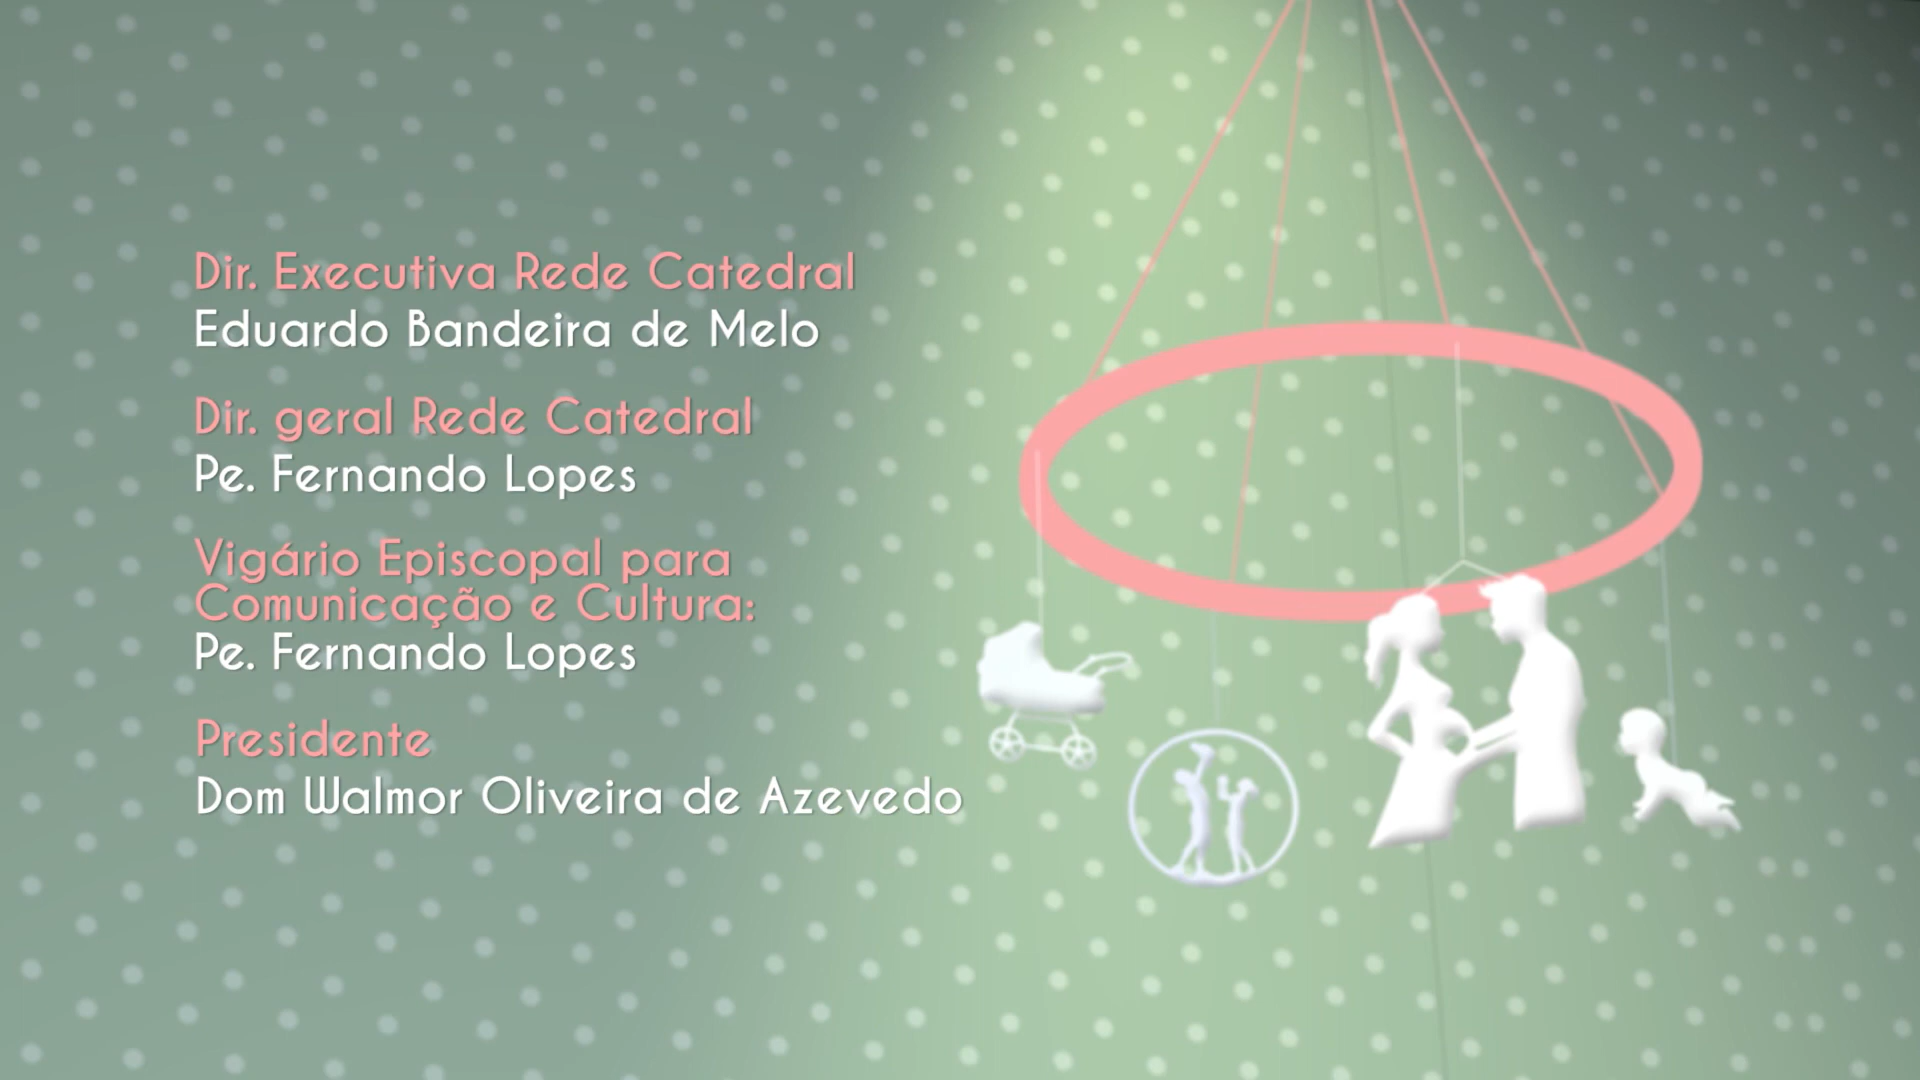 Dir. Executiva Rede Catedral
Eduardo Bandeira de Melo
Dir. geral Rede Catedral
Pe. Fernando Lopes
Vigário Episcopal para
Comunicação e Cultura:
Pe. Fernando Lopes
Presidente
Dom Walmor Oliveira de Azevedo